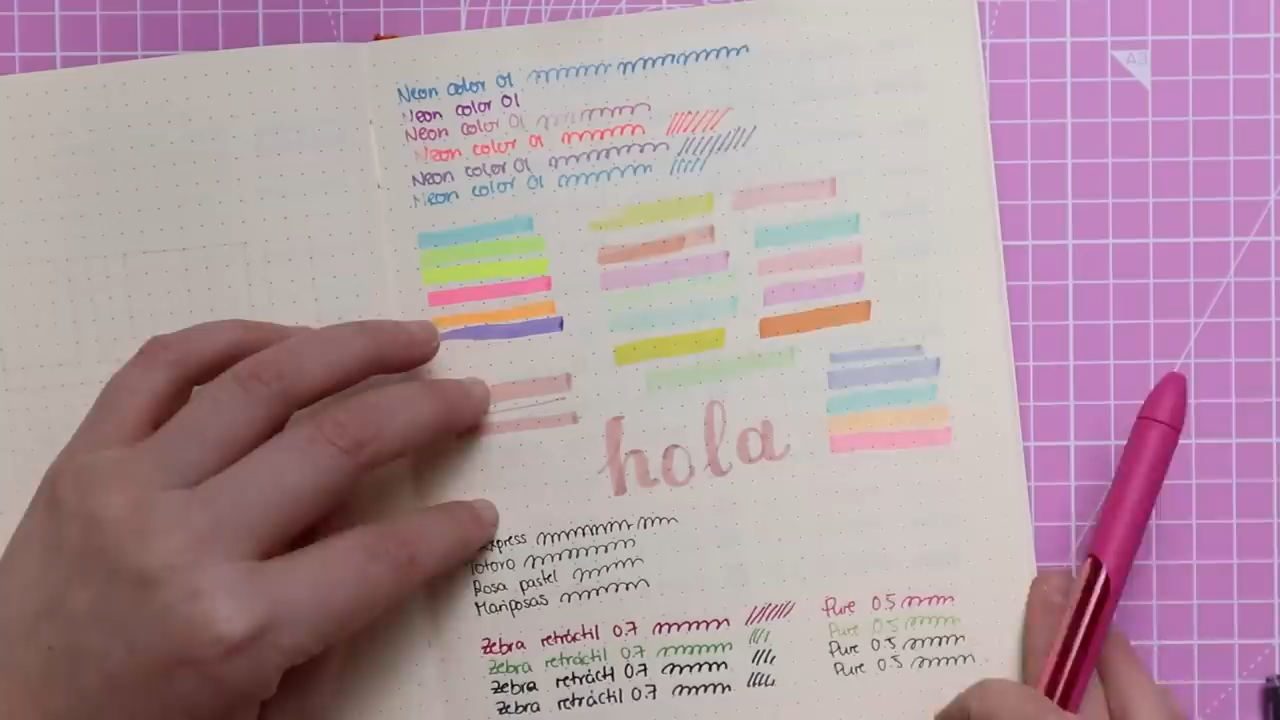 Neon color 01
Neon color 01
Neon color 01
Neon color 01
Neon color 01
Neon color 01
hola
Totoro
Rosa pastel
Mariposas
Zebra retráctil 0.7
Zebra retráctil 0.7
Zebra retráctil 0.7
Zebra retráctil 0.7
Pure 0.5
Pure 0.5
Pure 0.5
Pure 0.5
A3